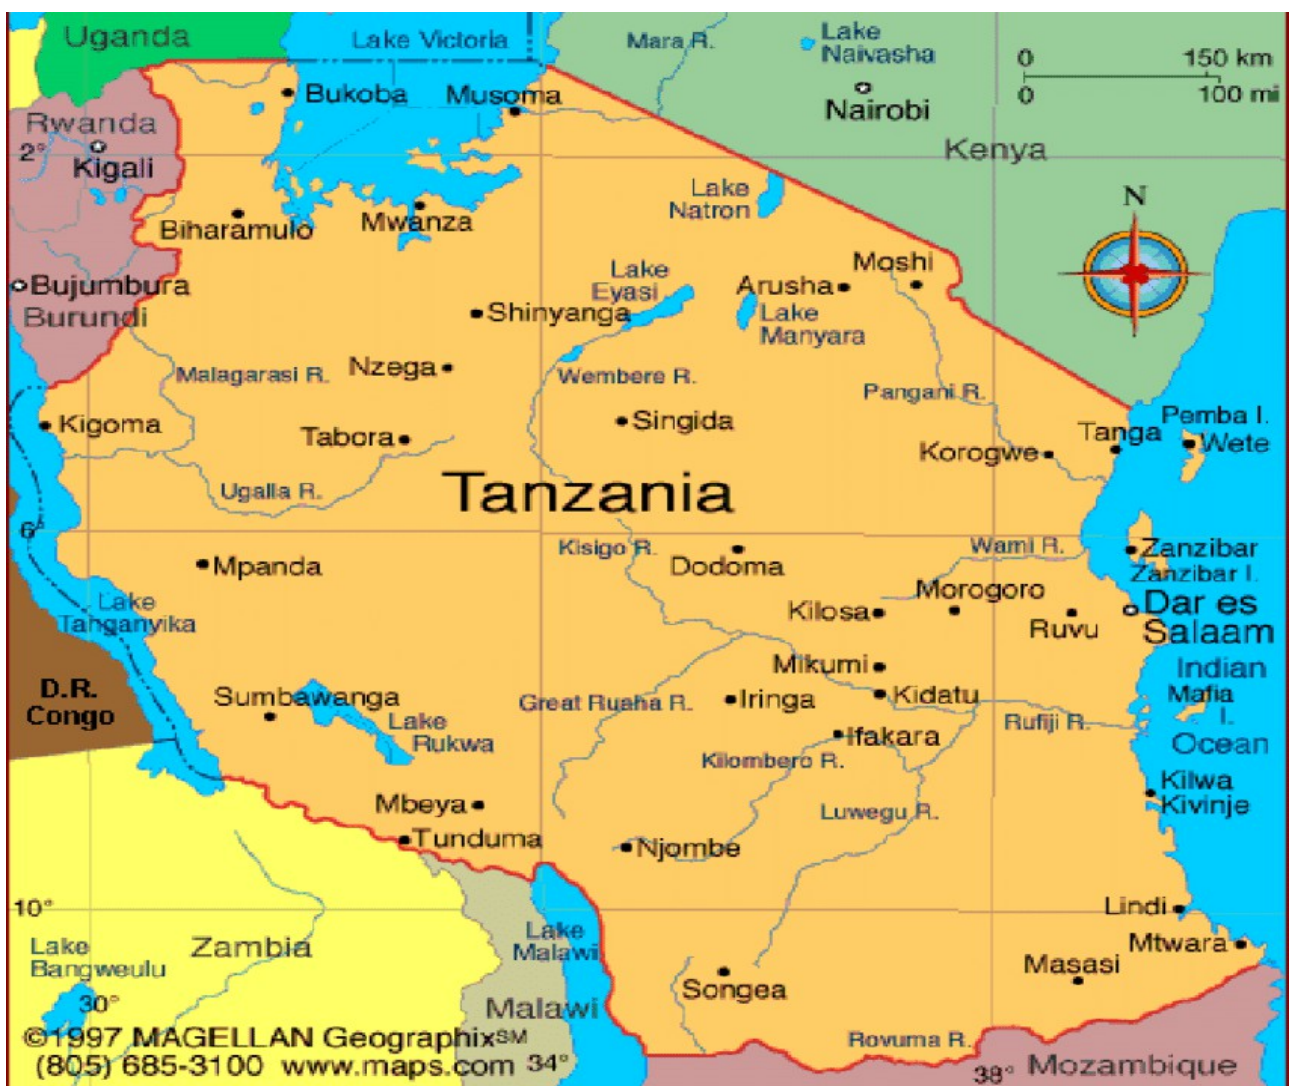 Uganda
Lake Victoria
Mara R.
Lake
Naivasha
0 150 km
0 100 mi
Nairobi
Bukoba
Musoma
Rwanda
2°
Kigali
Kenya
Lake
Natron
N
Biharamulo
Mwanza
Bujumbura
Burundi
Lake
Eyasi
Arusha
Moshi
Shinyanga
Lake
Manyara
Nzega
Malagarasi R.
Wembere R.
Pangani R.
Kigoma
Tabora
Singida
Korogwe
Tanga
Pemba I.
Wete
Tanzania
Ugalla R.
6°
Kisigo R.
Dodoma
Wami R.
Zanzibar
Zanzibar I.
Mpanda
Lake
Tanganyika
Kilosa
Morogoro
Ruvu
Dar es
Salaam
Mikumi
Indian
Ocean
D.R.
Congo
Sumbawanga
Lake
Rukwa
Great Ruaha R.
Iringa
Kidatu
Mafia
I.
Rufiji R.
Ifakara
Kilombero R.
Kilwa
Kivinje
Mbeya
Luwegu R.
Tunduma
Njombe
10°
Lindi
Zambia
Lake
Bangweulu
Lake
Malawi
Mtwara
Masasi
Songea
30°
Malawi
©1997 MAGELLAN Geographix℠
(805) 685-3100 www.maps.com
34°
Rovuma R.
38°
Mozambique